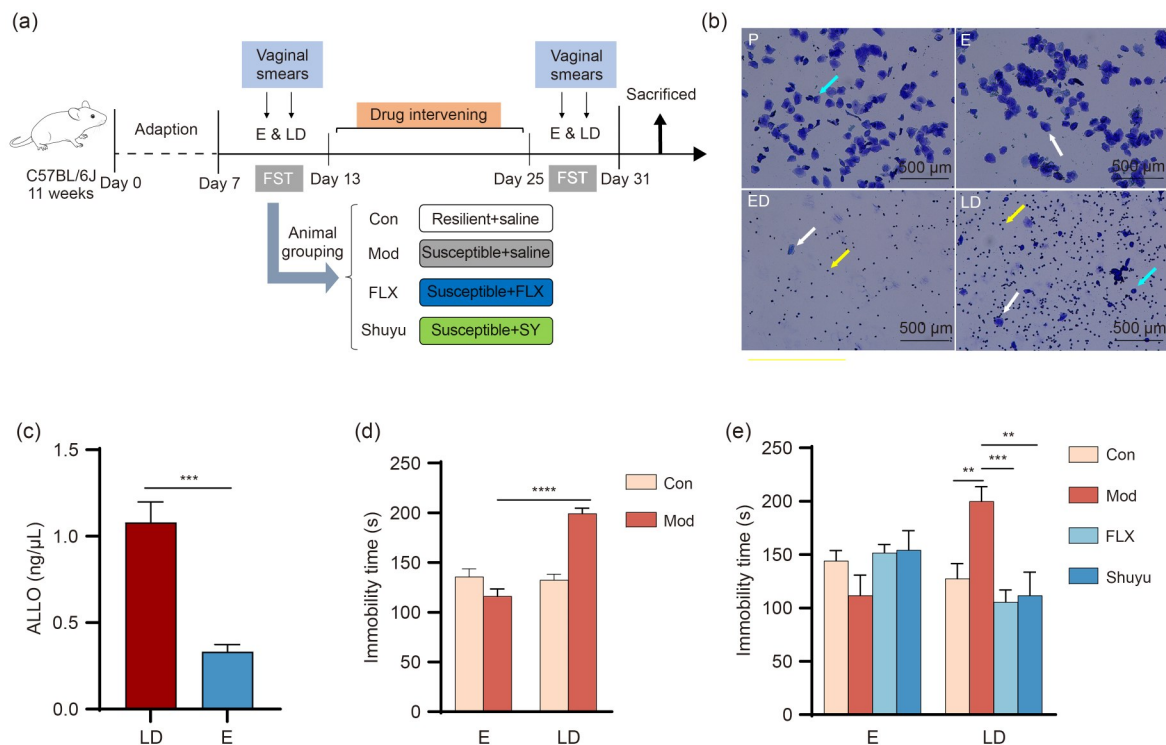 (a)
Vaginal
smears
Vaginal
smears
Sacrificed
Drug intervening
Adaption
E & LD
E & LD
C57BL/6J
11 weeks
Day 0
Day 7
FST
Day 13
Day 25
FST
Day 31
Animal
grouping
Con
Resilient+saline
Mod
Susceptible+saline
FLX
Susceptible+FLX
Shuyu
Susceptible+SY
(b)
P
500 μm
E
500 μm
ED
500 μm
LD
500 μm
(c)
1.5
1.0
0.5
0.0
ALLO (ng/μL)
***
LD
E
(d)
250
200
150
100
50
0
Immobility time (s)
****
Con
Mod
E
LD
(e)
250
200
150
100
50
0
Immobility time (s)
**
***
**
Con
Mod
FLX
Shuyu
E
LD